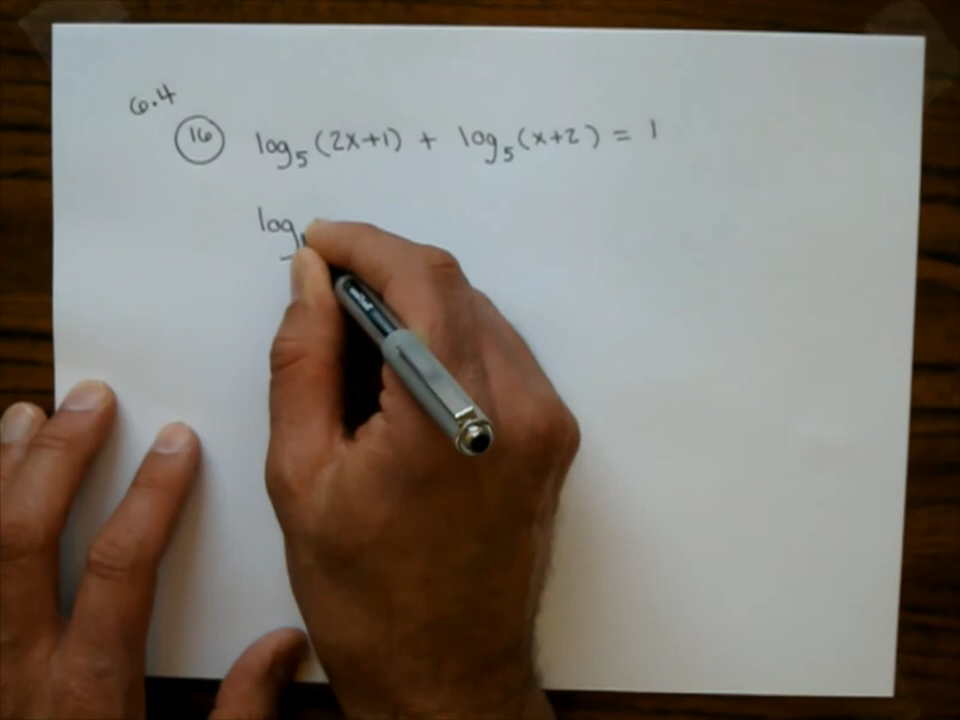 6.4
16 log₅(2x+1) + log₅(x+2) = 1
log